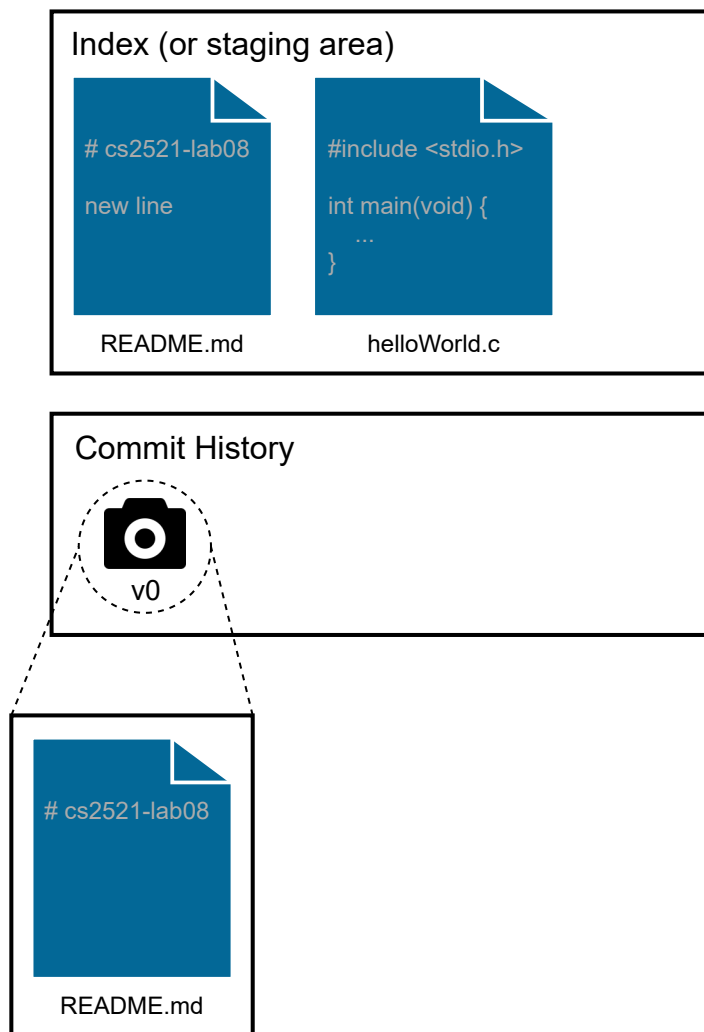 Index (or staging area)
# cs2521-lab08
new line
README.md
#include <stdio.h>
int main(void) {
...
}
helloWorld.c
Commit History
v0
# cs2521-lab08
README.md